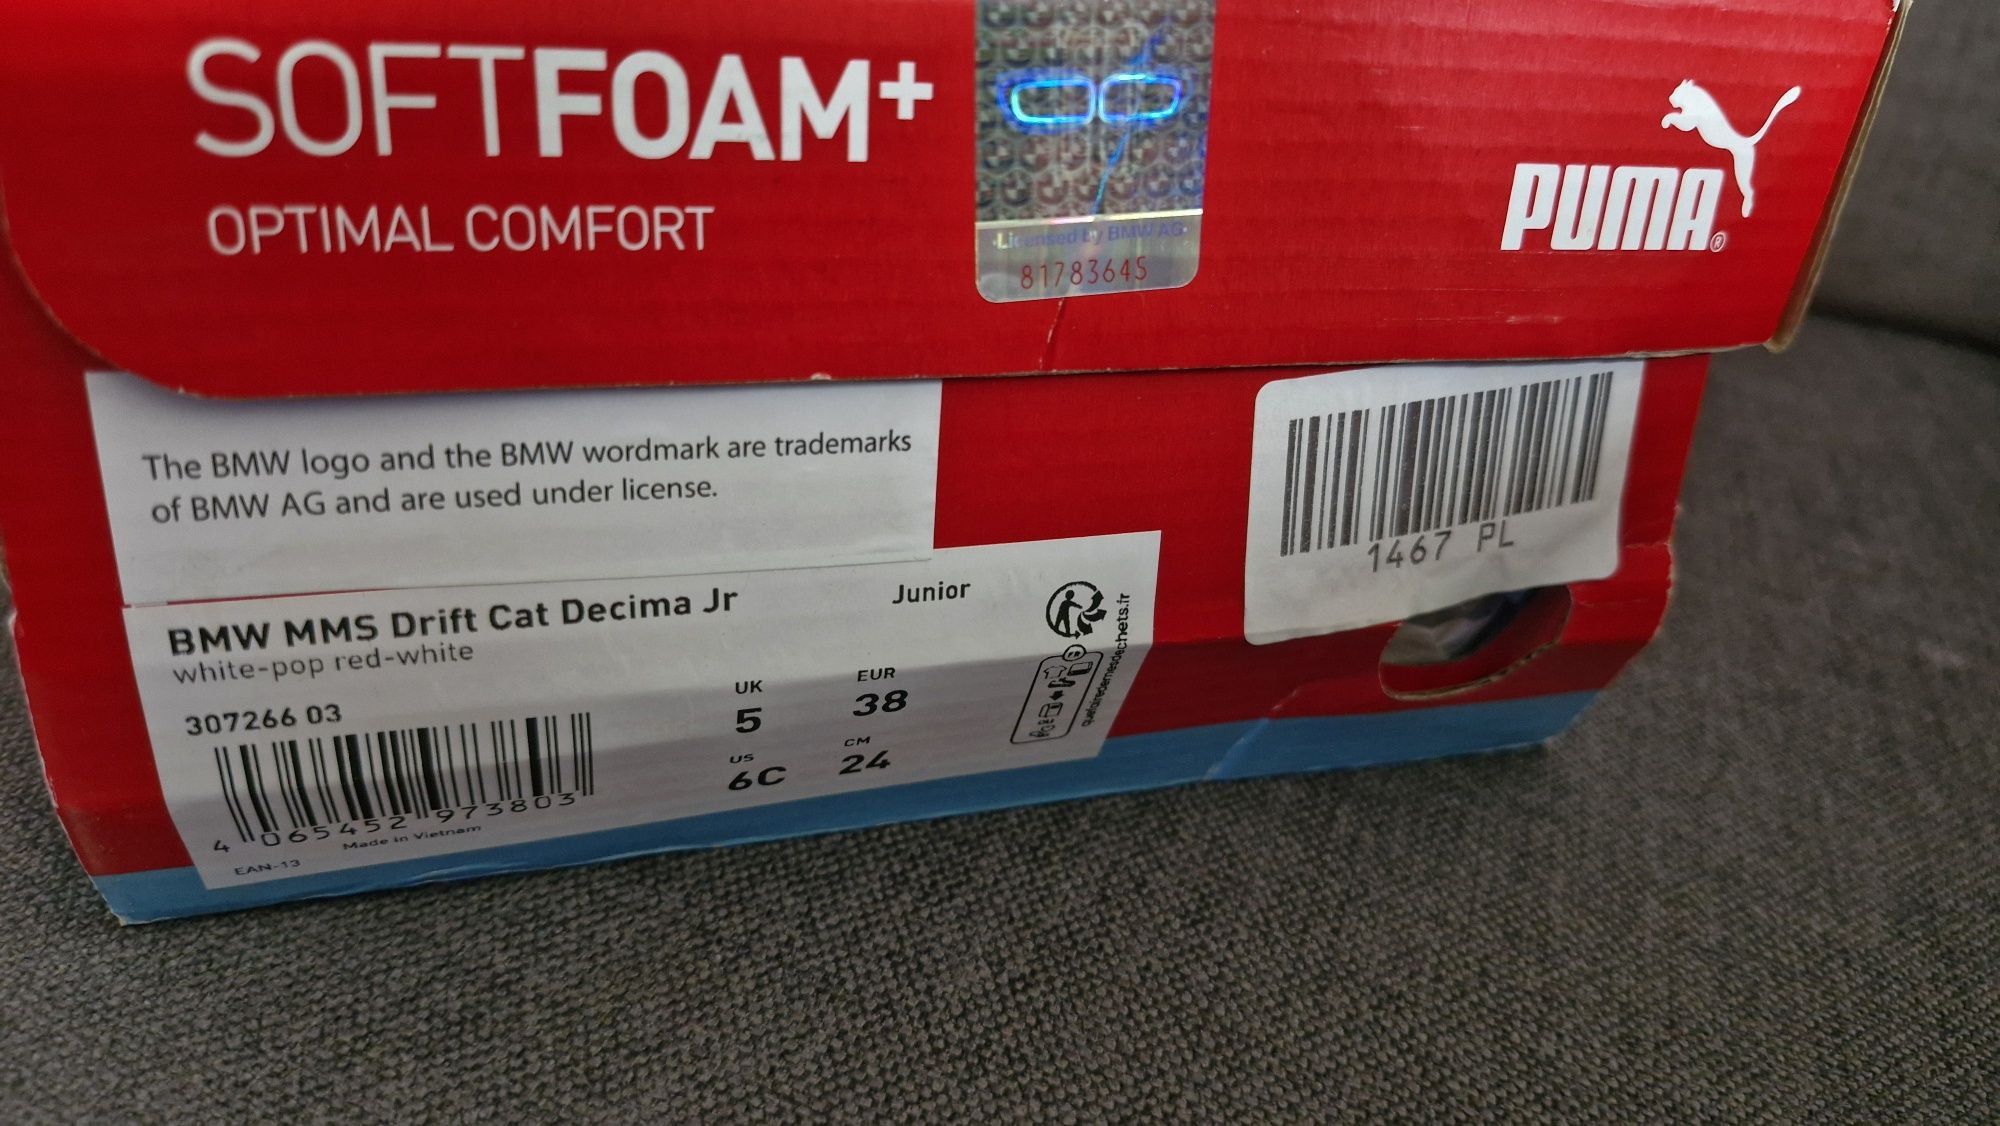 SOFTFOAM+
OPTIMAL COMFORT
Licensed by BMW AG
81783645
PUMA®
The BMW logo and the BMW wordmark are trademarks
of BMW AG and are used under license.
1467 PL
BMW MMS Drift Cat Decima Jr
Junior
white-pop red-white
307266 03
UK
5
EUR
38
US
6C
CM
24
4 065452 973803
Made in Vietnam
EAN-13
FR
quefairedemesdechets.fr